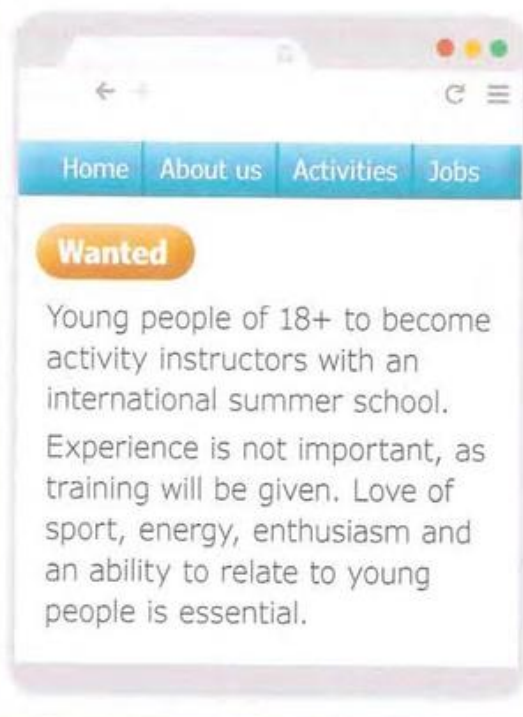 Home About us Activities Jobs
Wanted
Young people of 18+ to become
activity instructors with an
international summer school.
Experience is not important, as
training will be given. Love of
sport, energy, enthusiasm and
an ability to relate to young
people is essential.